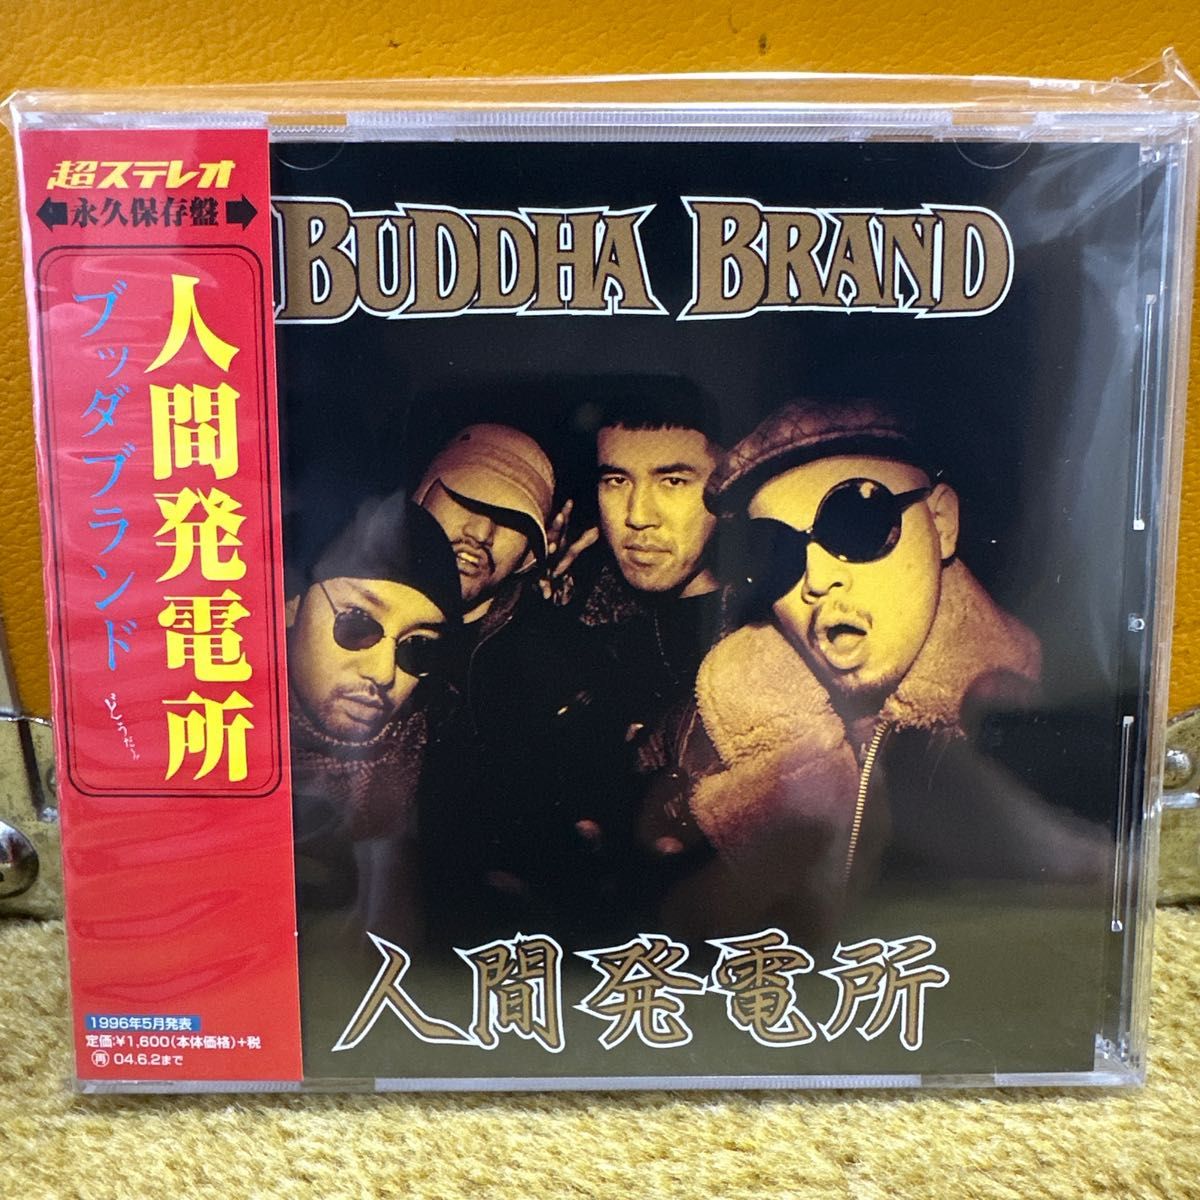 超ステレオ
永久保存盤
人間発電所
ブッダブランド
どうだ
1996年5月発表
定価:¥1,600(本体価格)+税
再 04.6.2まで
BUDDHA BRAND
人間発電所